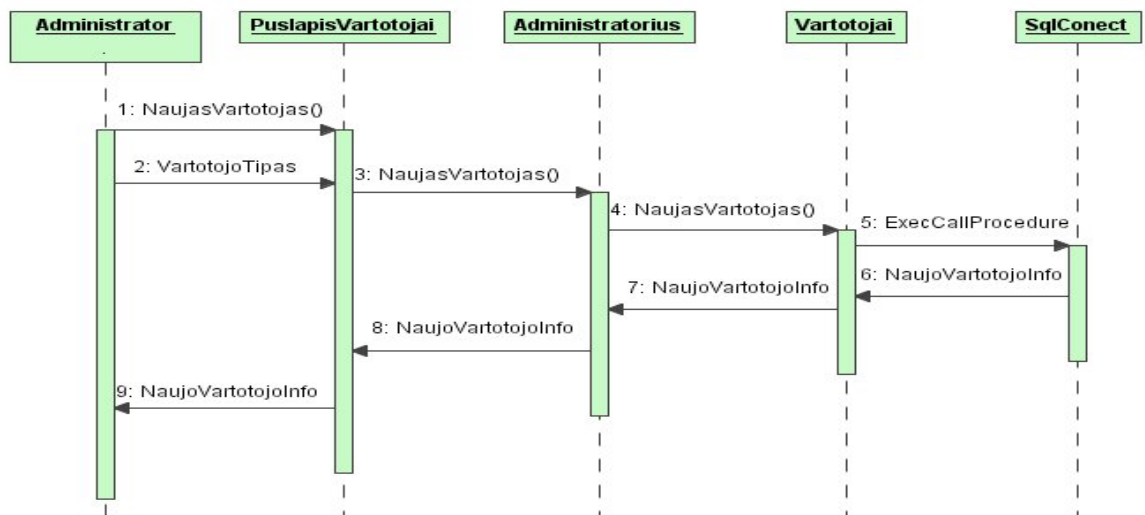 Administrator
.
PuslapisVartotojai
Administratorius
Vartotojai
SqlConect
1: NaujasVartotojas()
2: VartotojoTipas
3: NaujasVartotojas()
4: NaujasVartotojas()
5: ExecCallProcedure
6: NaujoVartotojoInfo
7: NaujoVartotojoInfo
8: NaujoVartotojoInfo
9: NaujoVartotojoInfo